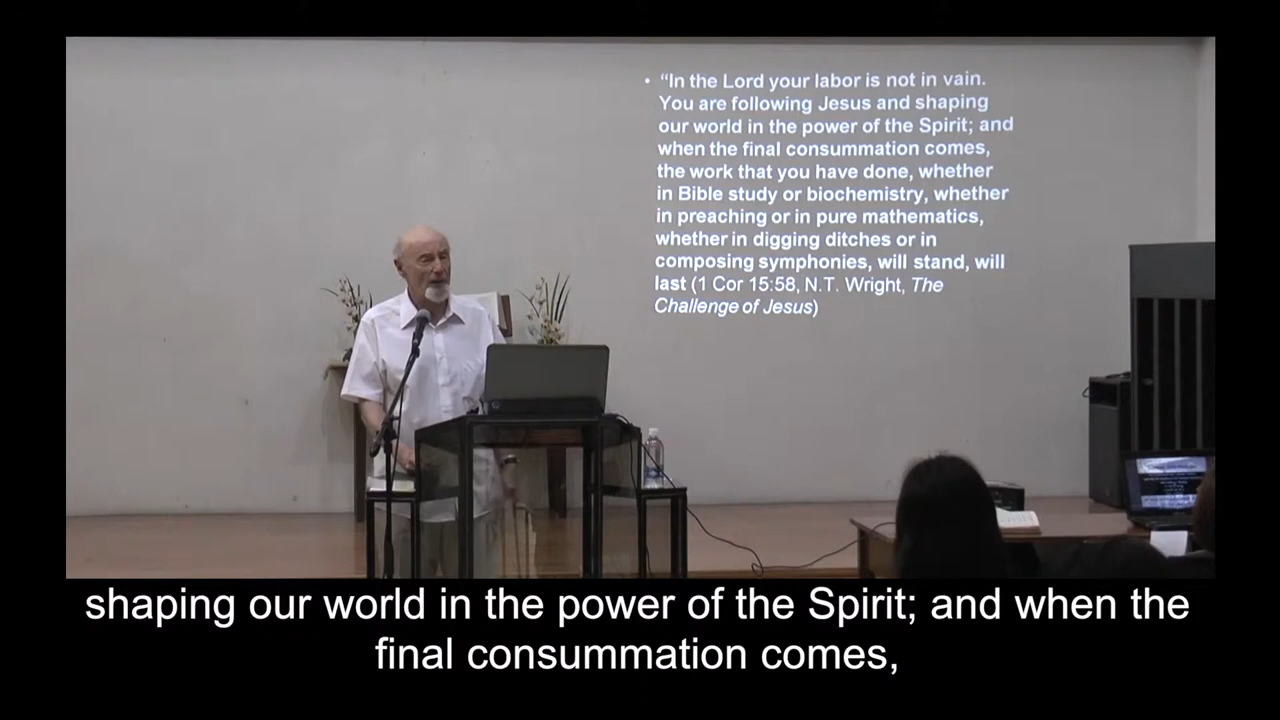 • “In the Lord your labor is not in vain.
You are following Jesus and shaping
our world in the power of the Spirit; and
when the final consummation comes,
the work that you have done, whether
in Bible study or biochemistry, whether
in preaching or in pure mathematics,
whether in digging ditches or in
composing symphonies, will stand, will
last (1 Cor 15:58, N.T. Wright, The
Challenge of Jesus)
shaping our world in the power of the Spirit; and when the
final consummation comes,